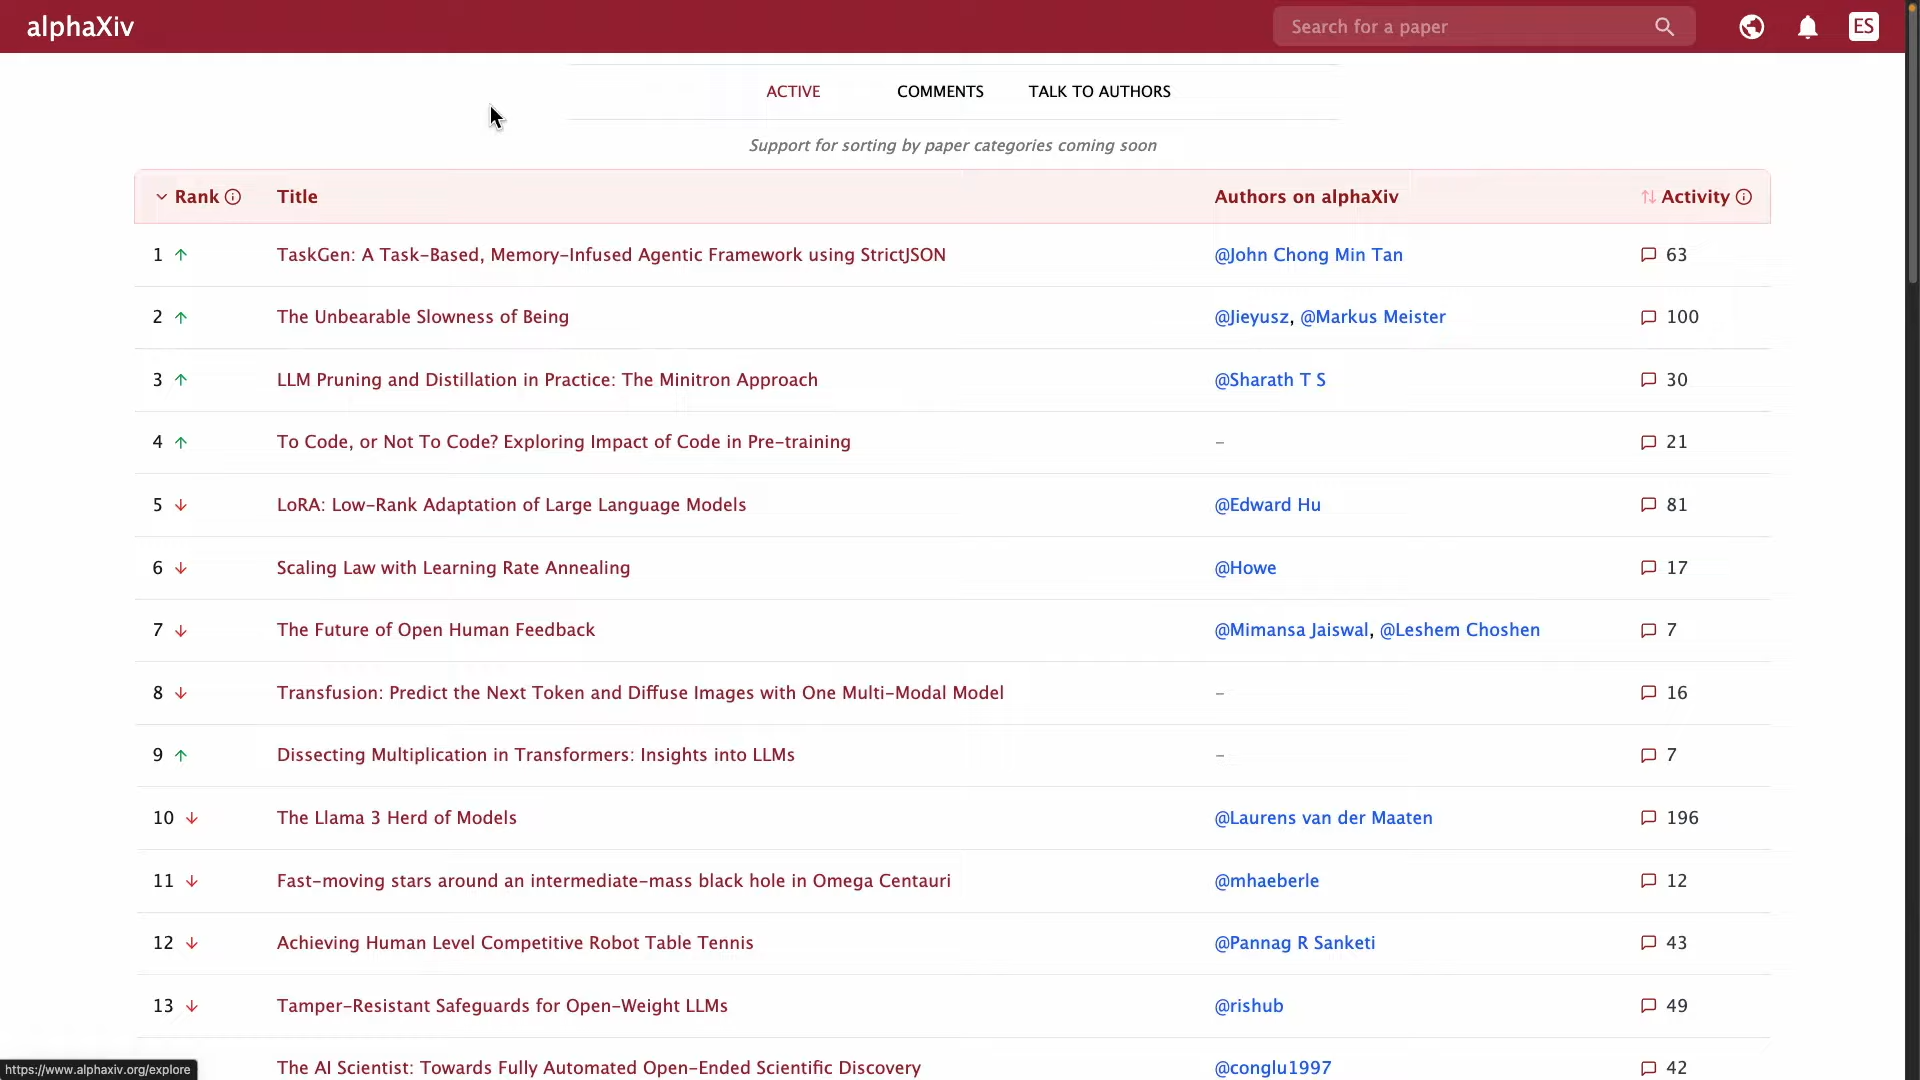 alphaXiv
Search for a paper
ES
ACTIVE COMMENTS TALK TO AUTHORS
Support for sorting by paper categories coming soon
Rank Title Authors on alphaXiv Activity
1 TaskGen: A Task-Based, Memory-Infused Agentic Framework using StrictJSON @John Chong Min Tan 63
2 The Unbearable Slowness of Being @Jieyusz, @Markus Meister 100
3 LLM Pruning and Distillation in Practice: The Minitron Approach @Sharath T S 30
4 To Code, or Not To Code? Exploring Impact of Code in Pre-training – 21
5 LoRA: Low-Rank Adaptation of Large Language Models @Edward Hu 81
6 Scaling Law with Learning Rate Annealing @Howe 17
7 The Future of Open Human Feedback @Mimansa Jaiswal, @Leshem Choshen 7
8 Transfusion: Predict the Next Token and Diffuse Images with One Multi-Modal Model – 16
9 Dissecting Multiplication in Transformers: Insights into LLMs – 7
10 The Llama 3 Herd of Models @Laurens van der Maaten 196
11 Fast-moving stars around an intermediate-mass black hole in Omega Centauri @mhaeberle 12
12 Achieving Human Level Competitive Robot Table Tennis @Pannag R Sanketi 43
13 Tamper-Resistant Safeguards for Open-Weight LLMs @rishub 49
The AI Scientist: Towards Fully Automated Open-Ended Scientific Discovery @conglu1997 42
https://www.alphaxiv.org/explore